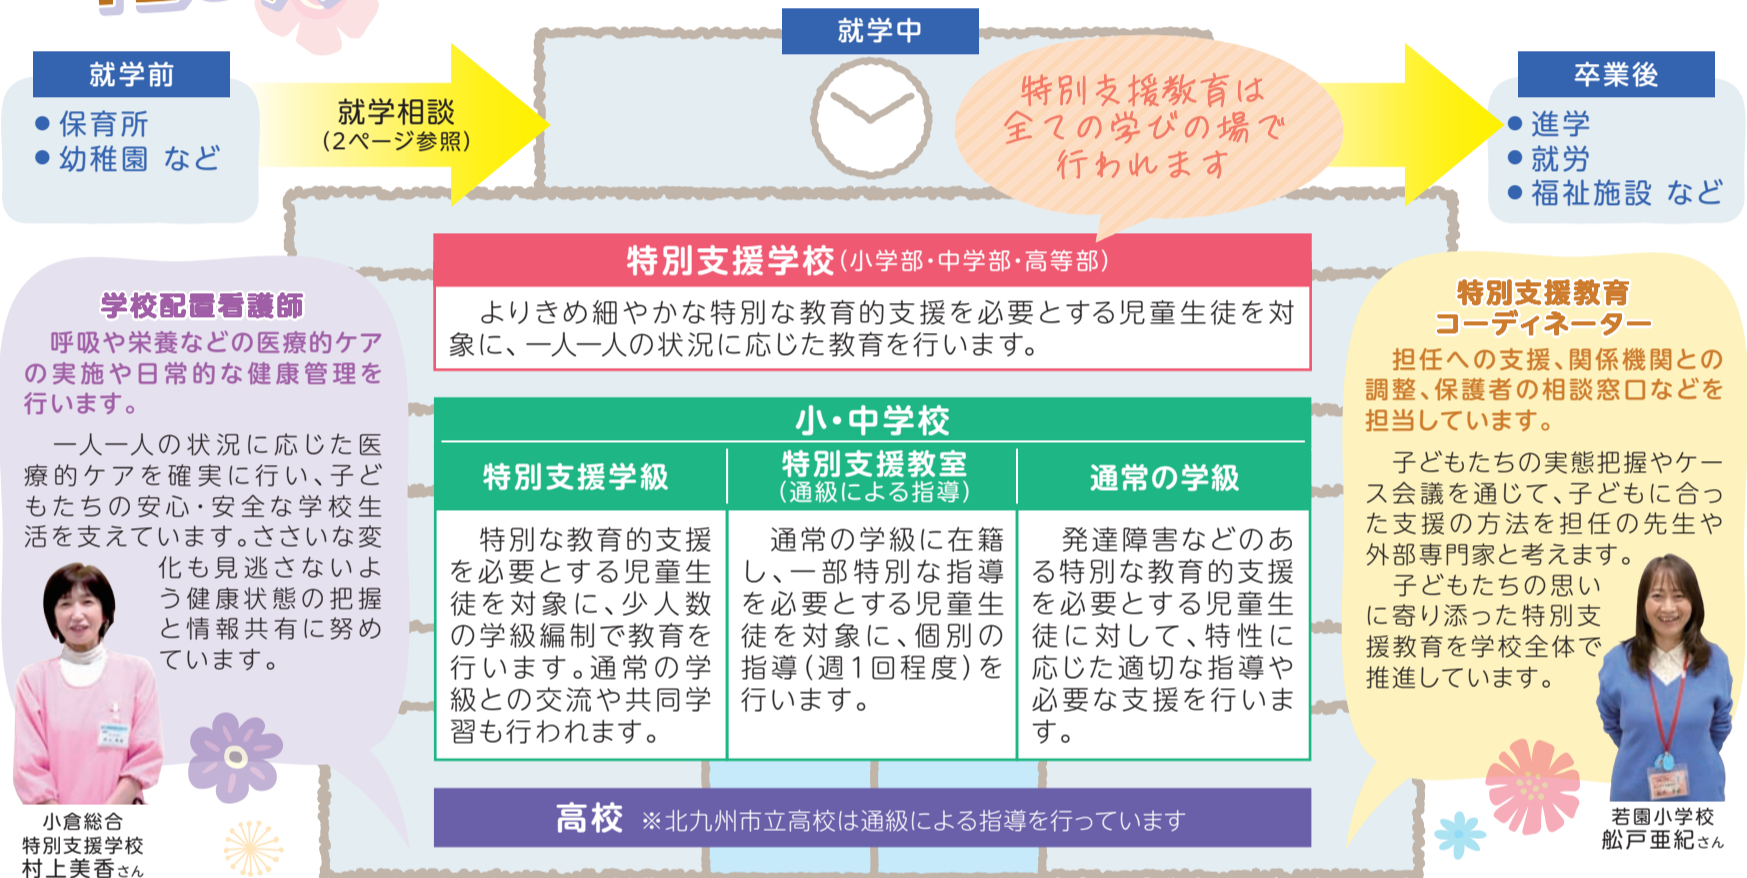 就学前
● 保育所
● 幼稚園 など
就学相談
(2ページ参照)
就学中
特別支援教育は
全ての学びの場で
行われます
卒業後
● 進学
● 就労
● 福祉施設 など
特別支援学校(小学部・中学部・高等部)
よりきめ細やかな特別な教育的支援を必要とする児童生徒を対
象に、一人一人の状況に応じた教育を行います。
小・中学校
特別支援学級
特別な教育的支援
を必要とする児童生
徒を対象に、少人数
の学級編制で教育を
行います。通常の学
級との交流や共同学
習も行われます。
特別支援教室
(通級による指導)
通常の学級に在籍
し、一部特別な指導
を必要とする児童生
徒を対象に、個別の
指導(週1回程度)を
行います。
通常の学級
発達障害などのあ
る特別な教育的支援
を必要とする児童生
徒に対して、特性に
応じた適切な指導や
必要な支援を行いま
す。
高校 ※北九州市立高校は通級による指導を行っています
学校配置看護師
呼吸や栄養などの医療的ケア
の実施や日常的な健康管理を
行います。
一人一人の状況に応じた医
療的ケアを確実に行い、子ど
もたちの安心・安全な学校生
活を支えています。ささいな変
化も見逃さないよ
う健康状態の把握
と情報共有に努め
ています。
小倉総合
特別支援学校
村上美香さん
特別支援教育
コーディネーター
担任への支援、関係機関との
調整、保護者の相談窓口などを
担当しています。
子どもたちの実態把握やケー
ス会議を通じて、子どもに合っ
た支援の方法を担任の先生や
外部専門家と考えます。
子どもたちの思い
に寄り添った特別支
援教育を学校全体で
推進しています。
若園小学校
舩戸亜紀さん